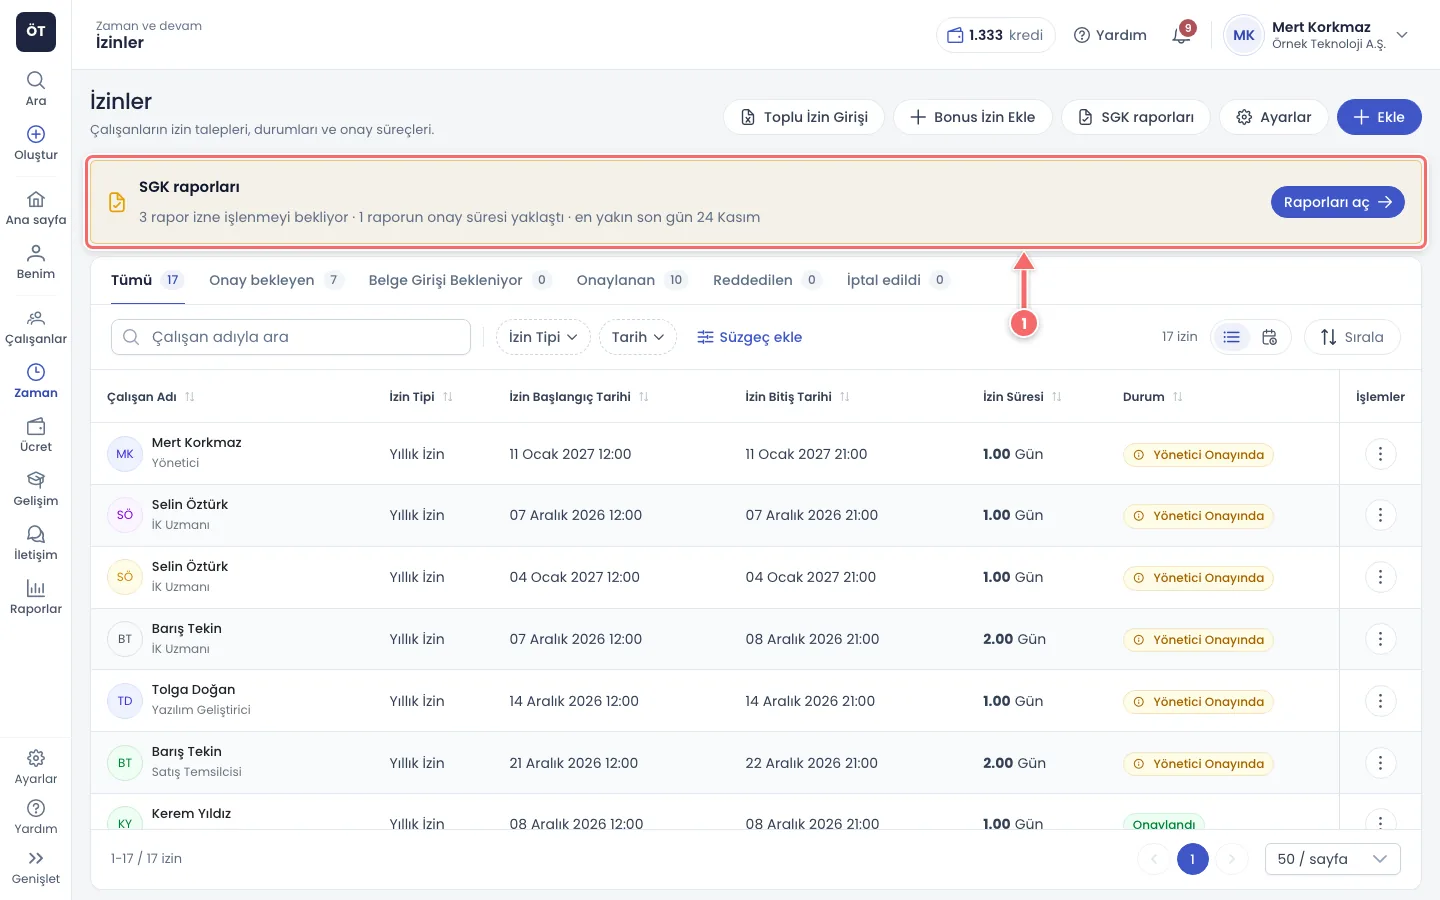 ÖT
Ara
Oluştur
Ana sayfa
Benim
Çalışanlar
Zaman
Ücret
Gelişim
İletişim
Raporlar
Ayarlar
Yardım
Genişlet
Zaman ve devam
İzinler
1.333 kredi
Yardım
9
MK
Mert Korkmaz
Örnek Teknoloji A.Ş.
İzinler
Çalışanların izin talepleri, durumları ve onay süreçleri.
Toplu İzin Girişi
Bonus İzin Ekle
SGK raporları
Ayarlar
Ekle
SGK raporları
3 rapor izne işlenmeyi bekliyor · 1 raporun onay süresi yaklaştı · en yakın son gün 24 Kasım
Raporları aç
1
Tümü 17 Onay bekleyen 7 Belge Girişi Bekleniyor 0 Onaylanan 10 Reddedilen 0 İptal edildi 0
Çalışan adıyla ara
İzin Tipi
Tarih
Süzgeç ekle
17 izin
Sırala
Çalışan Adı İzin Tipi İzin Başlangıç Tarihi İzin Bitiş Tarihi İzin Süresi Durum İşlemler
MK Mert Korkmaz
Yönetici
Yıllık İzin 11 Ocak 2027 12:00 11 Ocak 2027 21:00 1.00 Gün Yönetici Onayında
SÖ Selin Öztürk
İK Uzmanı
Yıllık İzin 07 Aralık 2026 12:00 07 Aralık 2026 21:00 1.00 Gün Yönetici Onayında
SÖ Selin Öztürk
İK Uzmanı
Yıllık İzin 04 Ocak 2027 12:00 04 Ocak 2027 21:00 1.00 Gün Yönetici Onayında
BT Barış Tekin
İK Uzmanı
Yıllık İzin 07 Aralık 2026 12:00 08 Aralık 2026 21:00 2.00 Gün Yönetici Onayında
TD Tolga Doğan
Yazılım Geliştirici
Yıllık İzin 14 Aralık 2026 12:00 14 Aralık 2026 21:00 1.00 Gün Yönetici Onayında
BT Barış Tekin
Satış Temsilcisi
Yıllık İzin 21 Aralık 2026 12:00 22 Aralık 2026 21:00 2.00 Gün Yönetici Onayında
KY Kerem Yıldız
Yıllık İzin 08 Aralık 2026 12:00 08 Aralık 2026 21:00 1.00 Gün Onaylandı
1-17 / 17 izin
1
50 / sayfa